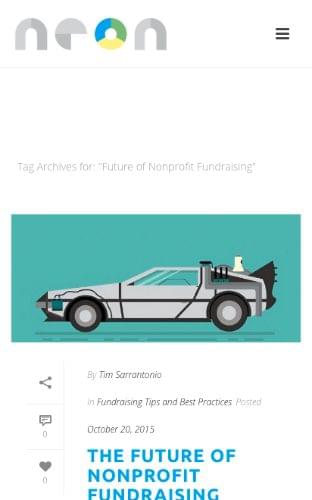 neon
Tag Archives for: "Future of Nonprofit Fundraising"
By Tim Sarrantonio
In Fundraising Tips and Best Practices Posted
October 20, 2015
0
0
THE FUTURE OF
NONPROFIT
FUNDRAISING